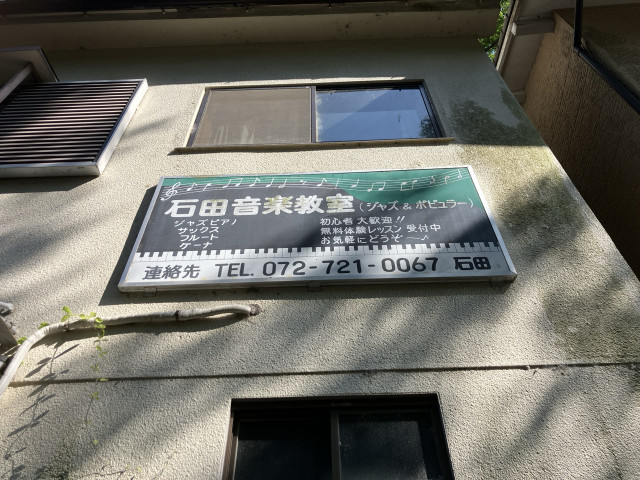 石田音楽教室(ジャズ & ポピュラー)
ジャズピアノ
サックス
フルート
初心者大歓迎!!
無料体験レッスン 受付中
お気軽にどうぞ〜♪
連絡先 TEL. 072-721-0067 石田